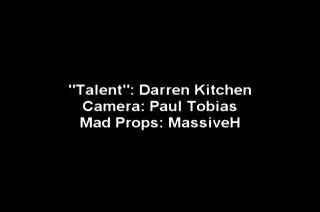 "Talent": Darren Kitchen
Camera: Paul Tobias
Mad Props: MassiveH